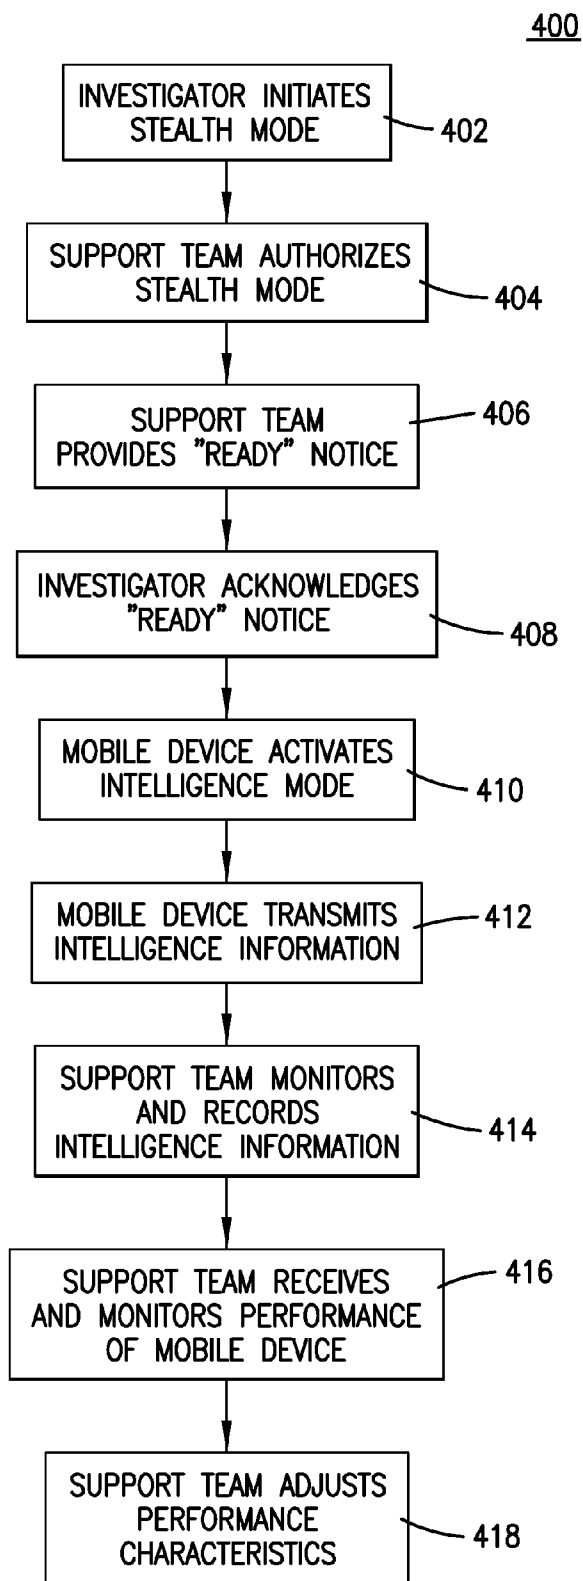 400
INVESTIGATOR INITIATES
STEALTH MODE
402
SUPPORT TEAM AUTHORIZES
STEALTH MODE
404
SUPPORT TEAM
PROVIDES "READY" NOTICE
406
INVESTIGATOR ACKNOWLEDGES
"READY" NOTICE
408
MOBILE DEVICE ACTIVATES
INTELLIGENCE MODE
410
MOBILE DEVICE TRANSMITS
INTELLIGENCE INFORMATION
412
SUPPORT TEAM MONITORS
AND RECORDS
INTELLIGENCE INFORMATION
414
SUPPORT TEAM RECEIVES
AND MONITORS PERFORMANCE
OF MOBILE DEVICE
416
SUPPORT TEAM ADJUSTS
PERFORMANCE
CHARACTERISTICS
418